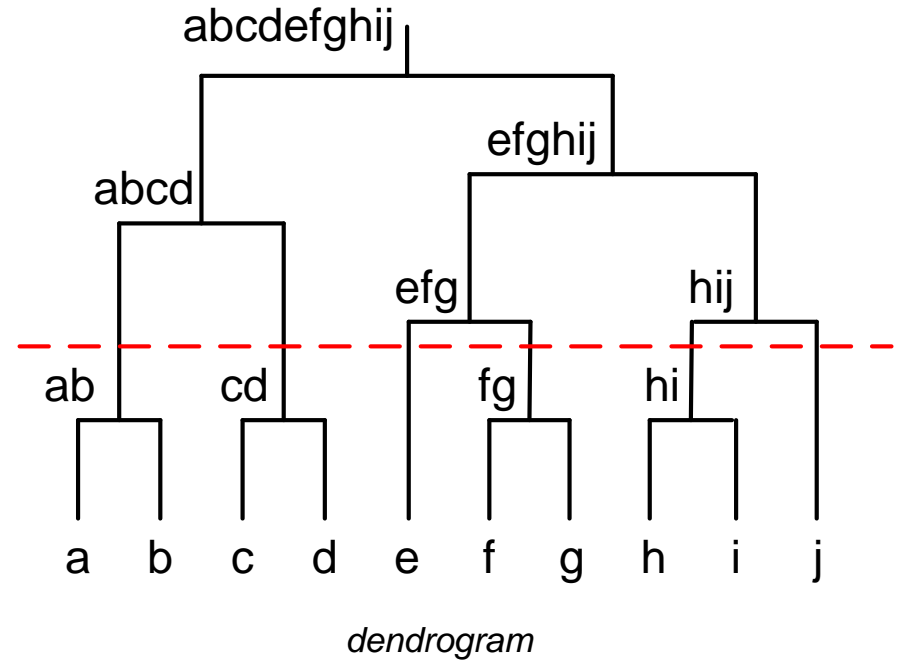 abcdefghij
efghij
abcd
efg hij
ab cd fg hi
a b c d e f g h i j
dendrogram